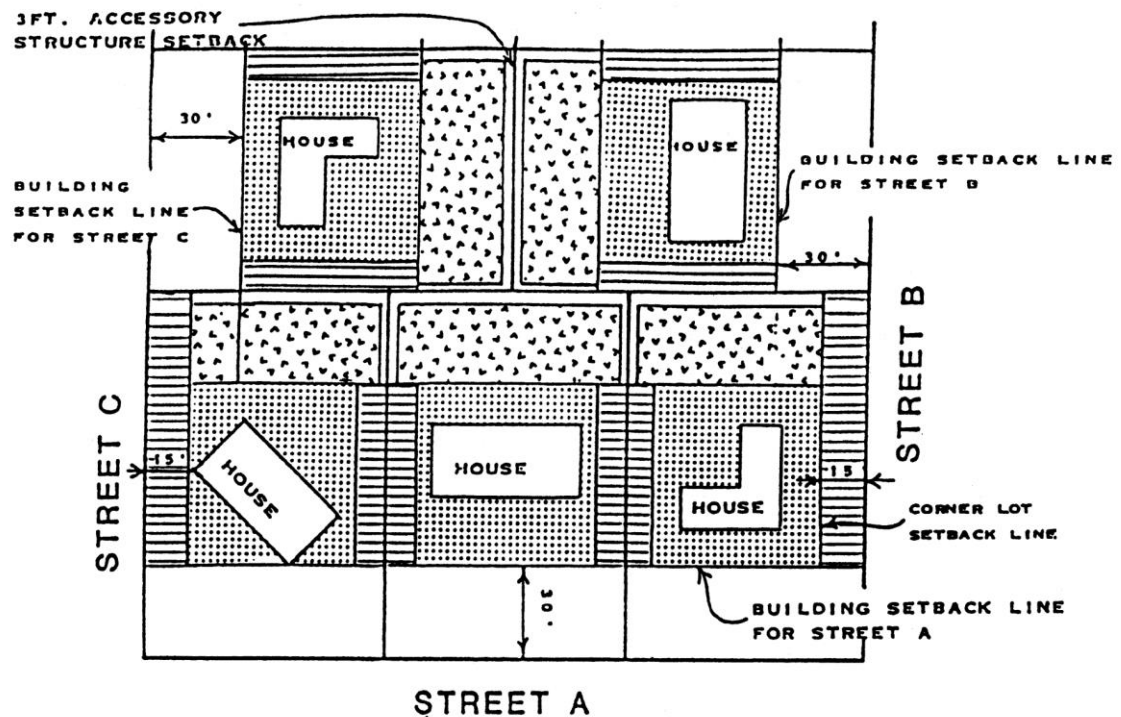 3FT. ACCESSORY
STRUCTURE SETBACK
30'
HOUSE
HOUSE
BUILDING SETBACK LINE
FOR STREET B
BUILDING
SETBACK LINE
FOR STREET C
30'
STREET B
STREET C
15'
HOUSE
HOUSE
HOUSE
15
CORNER LOT
SETBACK LINE
30'
BUILDING SETBACK LINE
FOR STREET A
STREET A